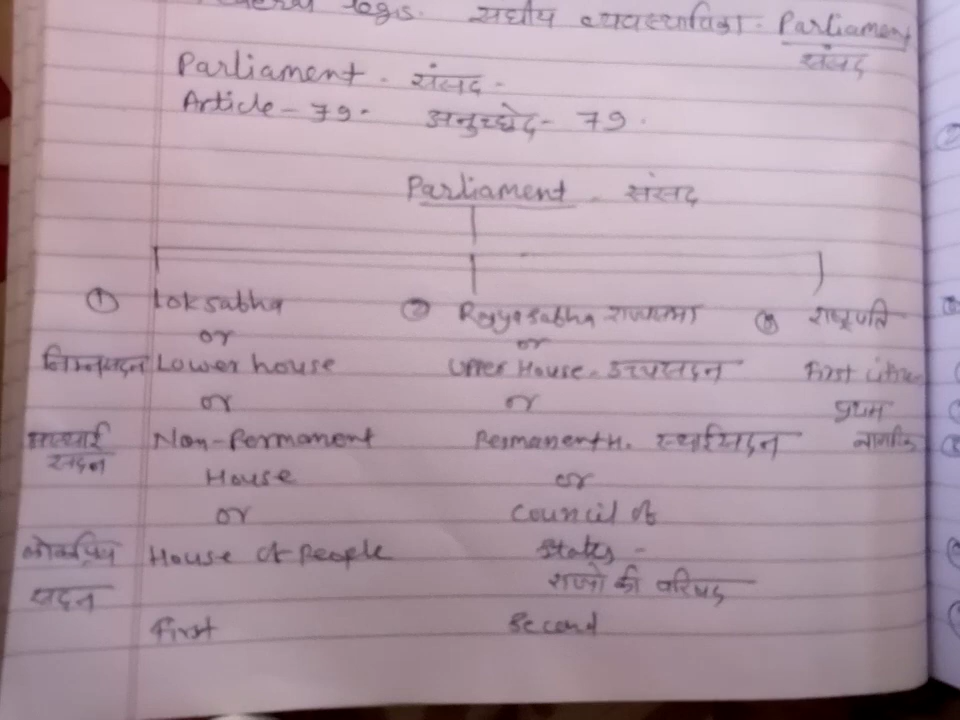 legis. संघीय व्यवस्थापिका - Parliament
संसद
Parliament - संसद -
Article - 79. अनुच्छेद - 79.
Parliament - संसद
① Loksabha ② Rajyasabha राज्यसभा ③ राष्ट्रपति
or or
निम्नसदन Lower house Upper House - उच्चसदन First
or or प्रथम
Non-Permanent Permanent H. स्थायिसदन नागरिक
सदन House or
or Council of
लोकप्रिय House of People States -
सदन राज्यो की परिषद
First Second